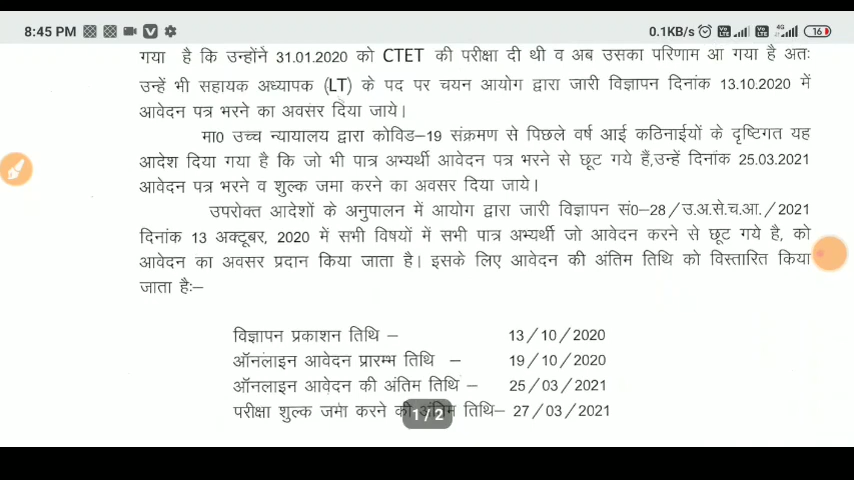 8:45 PM
0.1KB/s 4G 16
गया है कि उन्होंने 31.01.2020 को CTET की परीक्षा दी थी व अब उसका परिणाम आ गया है अतः
उन्हें भी सहायक अध्यापक (LT) के पद पर चयन आयोग द्वारा जारी विज्ञापन दिनांक 13.10.2020 में
आवेदन पत्र भरने का अवसर दिया जाये।
मा0 उच्च न्यायालय द्वारा कोविड–19 संक्रमण से पिछले वर्ष आई कठिनाईयों के दृष्टिगत यह
आदेश दिया गया है कि जो भी पात्र अभ्यर्थी आवेदन पत्र भरने से छूट गये हैं,उन्हें दिनांक 25.03.2021
आवेदन पत्र भरने व शुल्क जमा करने का अवसर दिया जाये।
उपरोक्त आदेशों के अनुपालन में आयोग द्वारा जारी विज्ञापन सं0–28/उ.अ.से.च.आ./2021
दिनांक 13 अक्टूबर, 2020 में सभी विषयों में सभी पात्र अभ्यर्थी जो आवेदन करने से छूट गये है, को
आवेदन का अवसर प्रदान किया जाता है। इसके लिए आवेदन की अंतिम तिथि को विस्तारित किया
जाता हैः–
विज्ञापन प्रकाशन तिथि – 13/10/2020
ऑनलाइन आवेदन प्रारम्भ तिथि – 19/10/2020
ऑनलाइन आवेदन की अंतिम तिथि – 25/03/2021
परीक्षा शुल्क जमा करने की अंतिम तिथि– 27/03/2021
1/2